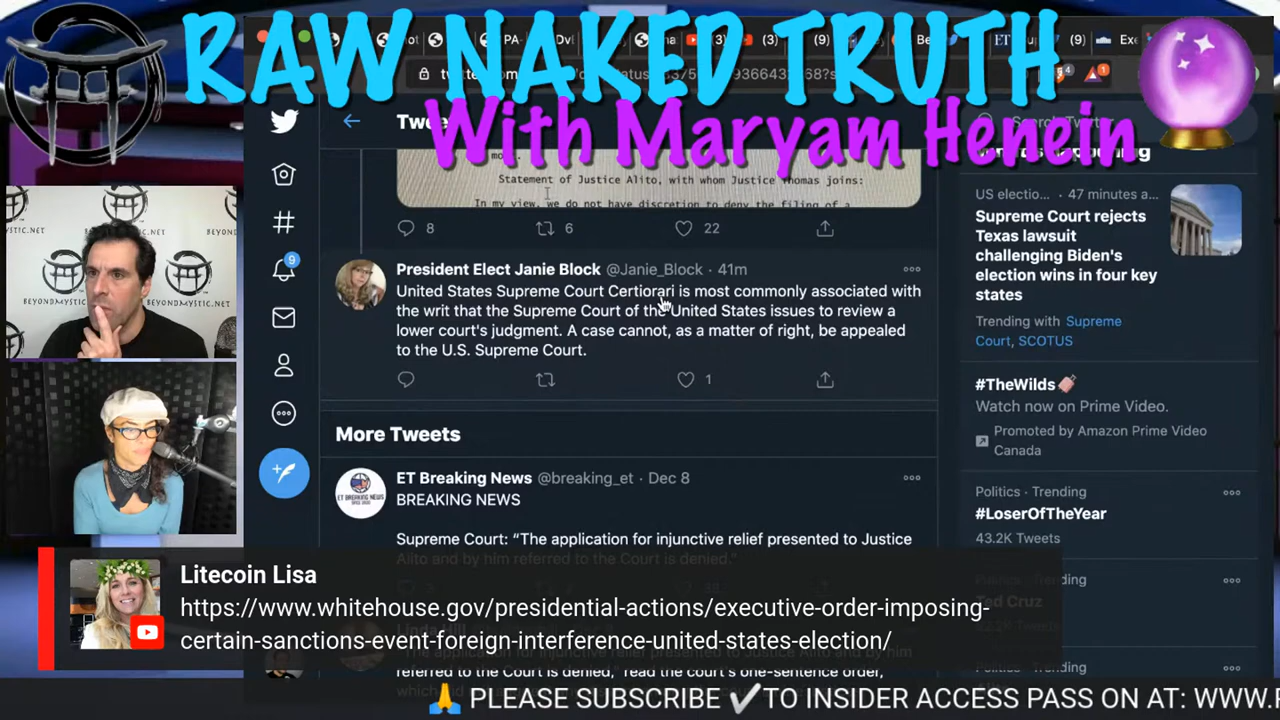 RAW NAKED TRUTH
With Maryam Henein
Statement of Justice Alito, with whom Justice Thomas joins:
In my view, we do not have discretion to deny the filing of a
8
6
22
President Elect Janie Block @Janie_Block · 41m
United States Supreme Court Certiorari is most commonly associated with
the writ that the Supreme Court of the United States issues to review a
lower court's judgment. A case cannot, as a matter of right, be appealed
to the U.S. Supreme Court.
1
More Tweets
ET Breaking News @breaking_et · Dec 8
BREAKING NEWS
Supreme Court: “The application for injunctive relief presented to Justice
Alito and by him referred to the Court is denied.”
US electio... · 47 minutes a...
Supreme Court rejects
Texas lawsuit
challenging Biden's
election wins in four key
states
Trending with Supreme
Court, SCOTUS
#TheWilds
Watch now on Prime Video.
Promoted by Amazon Prime Video
Canada
Politics · Trending
#LoserOfTheYear
43.2K Tweets
Ted Cruz
9
BEYONDMYSTIC.NET
BEYONDMYSTIC.NET
Litecoin Lisa
https://www.whitehouse.gov/presidential-actions/executive-order-imposing-
certain-sanctions-event-foreign-interference-united-states-election/
referred to the Court is denied,” read the court's one-sentence order,
🙏 PLEASE SUBSCRIBE ✔TO INSIDER ACCESS PASS ON AT: WWW.